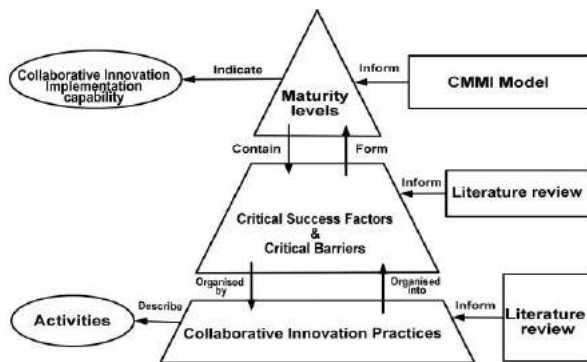 Collaborative Innovation
Implementation
capability
Indicate
Maturity
levels
Inform
CMMI Model
Contain
Form
Critical Success Factors
&
Critical Barriers
Inform
Literature review
Organised
by
Organised
into
Activities
Describe
Collaborative Innovation Practices
Inform
Literature
review